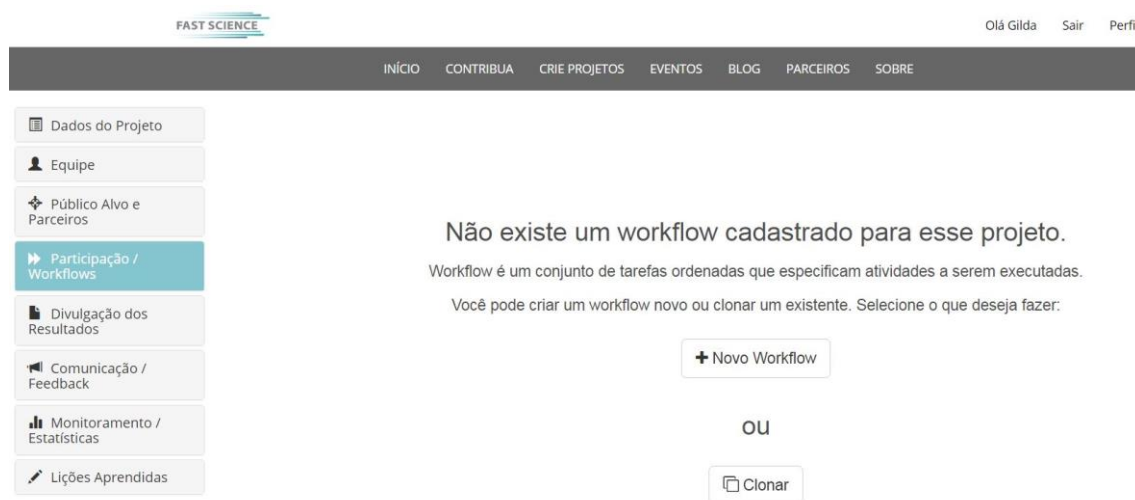 FAST SCIENCE
Olá Gilda Sair Perfi
INÍCIO CONTRIBUA CRIE PROJETOS EVENTOS BLOG PARCEIROS SOBRE
Dados do Projeto
Equipe
Público Alvo e
Parceiros
Participação /
Workflows
Divulgação dos
Resultados
Comunicação /
Feedback
Monitoramento /
Estatísticas
Lições Aprendidas
Não existe um workflow cadastrado para esse projeto.
Workflow é um conjunto de tarefas ordenadas que especificam atividades a serem executadas.
Você pode criar um workflow novo ou clonar um existente. Selecione o que deseja fazer:
Novo Workflow
ou
Clonar